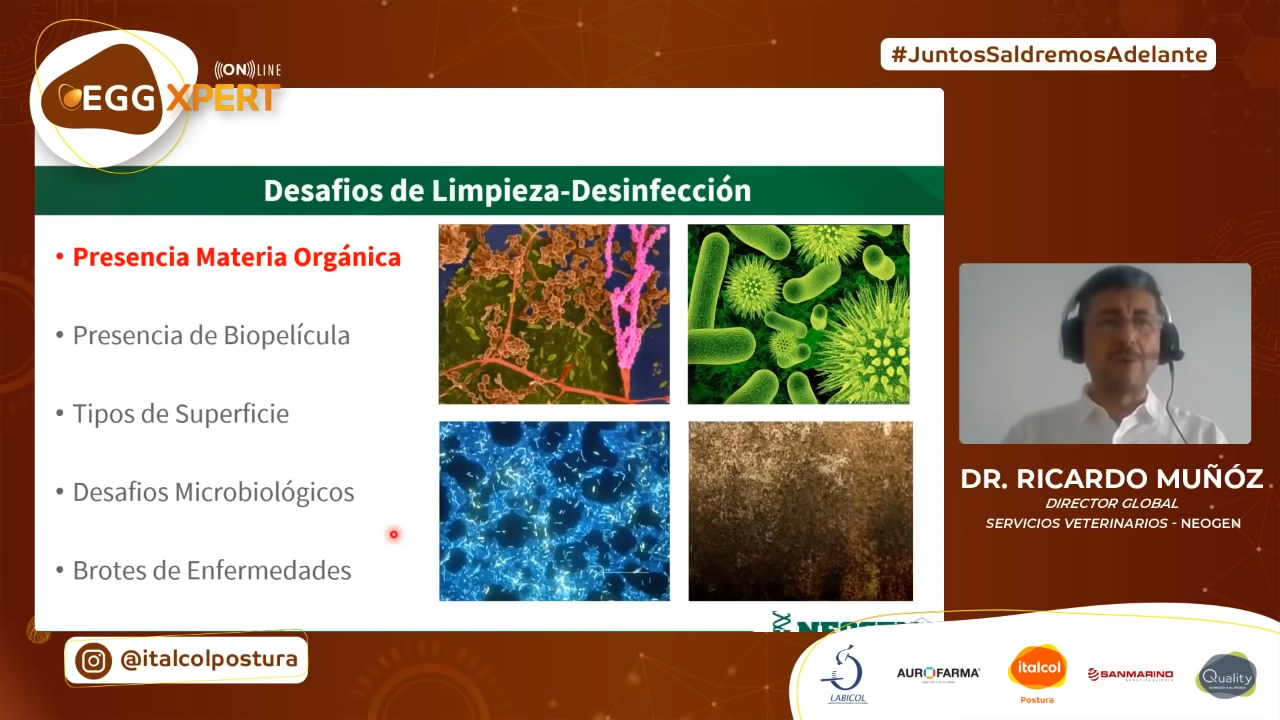 ((ON))LINE
EGG XPERT
#JuntosSaldremosAdelante
Desafios de Limpieza-Desinfección
• Presencia Materia Orgánica
• Presencia de Biopelícula
• Tipos de Superficie
• Desafios Microbiológicos
• Brotes de Enfermedades
DR. RICARDO MUÑÓZ
DIRECTOR GLOBAL
SERVICIOS VETERINARIOS - NEOGEN
NEOGEN
@italcolpostura
LABICOL
AUROFARMA
italcol
Postura
SANMARINO
Quality